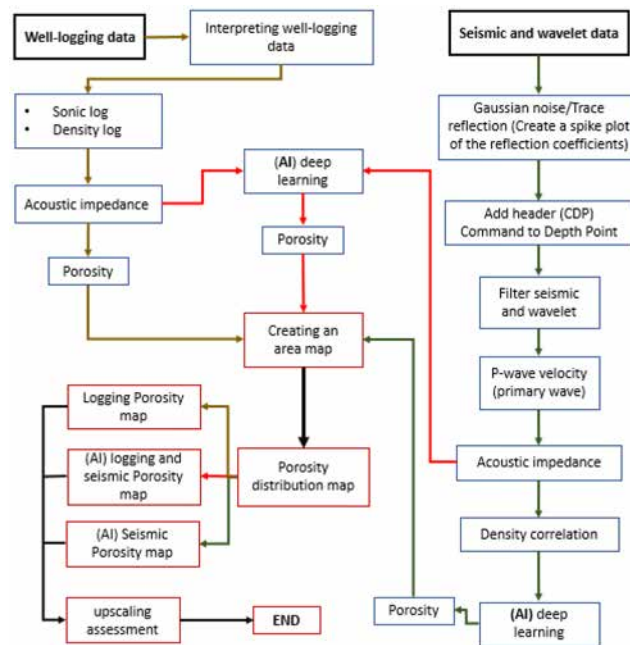 Well-logging data
Interpreting well-logging
data
Seismic and wavelet data
• Sonic log
• Density log
Gaussian noise/Trace
reflection (Create a spike plot
of the reflection coefficients)
(AI) deep
learning
Acoustic impedance
Add header (CDP)
Command to Depth Point
Porosity
Porosity
Filter seismic
and wavelet
Creating an
area map
P-wave velocity
(primary wave)
Logging Porosity
map
(AI) logging and
seismic Porosity
map
Porosity
distribution map
Acoustic impedance
(AI) Seismic
Porosity map
Density correlation
upscaling
assessment
END
Porosity
(AI) deep
learning